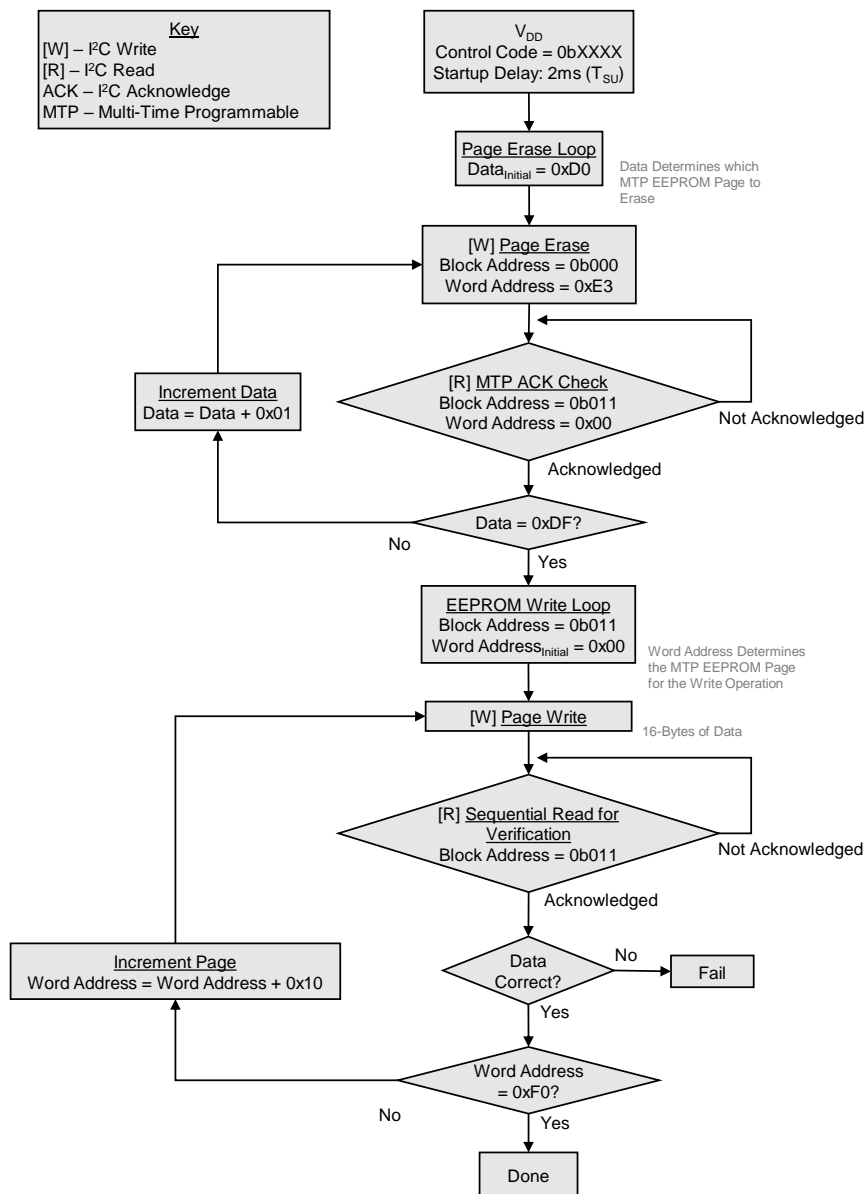 Key
[W] – I²C Write
[R] – I²C Read
ACK – I²C Acknowledge
MTP – Multi-Time Programmable
V_DD
Control Code = 0bXXXX
Startup Delay: 2ms (T_SU)
Page Erase Loop
Data_Initial = 0xD0
Data Determines which
MTP EEPROM Page to
Erase
[W] Page Erase
Block Address = 0b000
Word Address = 0xE3
[R] MTP ACK Check
Block Address = 0b011
Word Address = 0x00
Not Acknowledged
Increment Data
Data = Data + 0x01
Acknowledged
Data = 0xDF?
No
Yes
EEPROM Write Loop
Block Address = 0b011
Word Address_Initial = 0x00
Word Address Determines
the MTP EEPROM Page
for the Write Operation
[W] Page Write
16-Bytes of Data
[R] Sequential Read for
Verification
Block Address = 0b011
Not Acknowledged
Acknowledged
Data
Correct?
No
Fail
Increment Page
Word Address = Word Address + 0x10
Yes
Word Address
= 0xF0?
No
Yes
Done